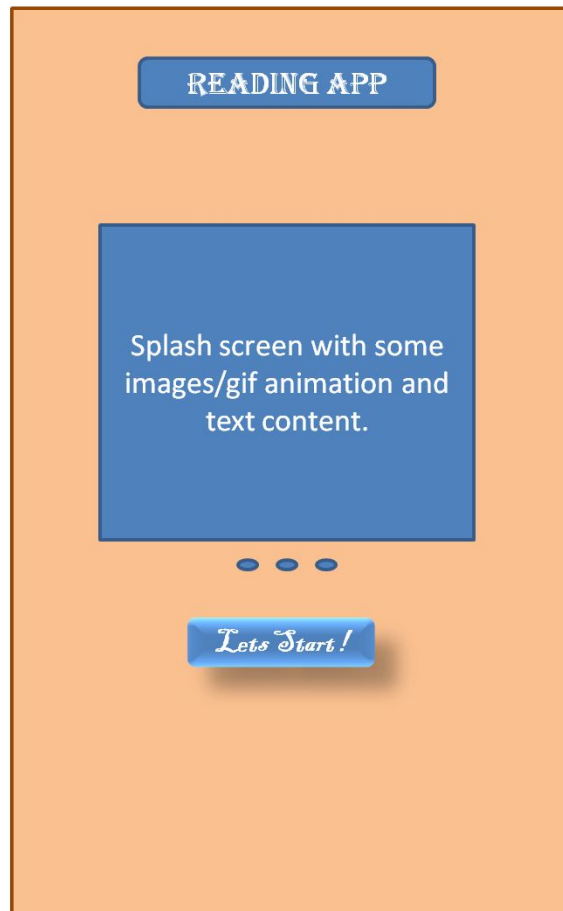 READING APP
Splash screen with some
images/gif animation and
text content.
Lets Start!